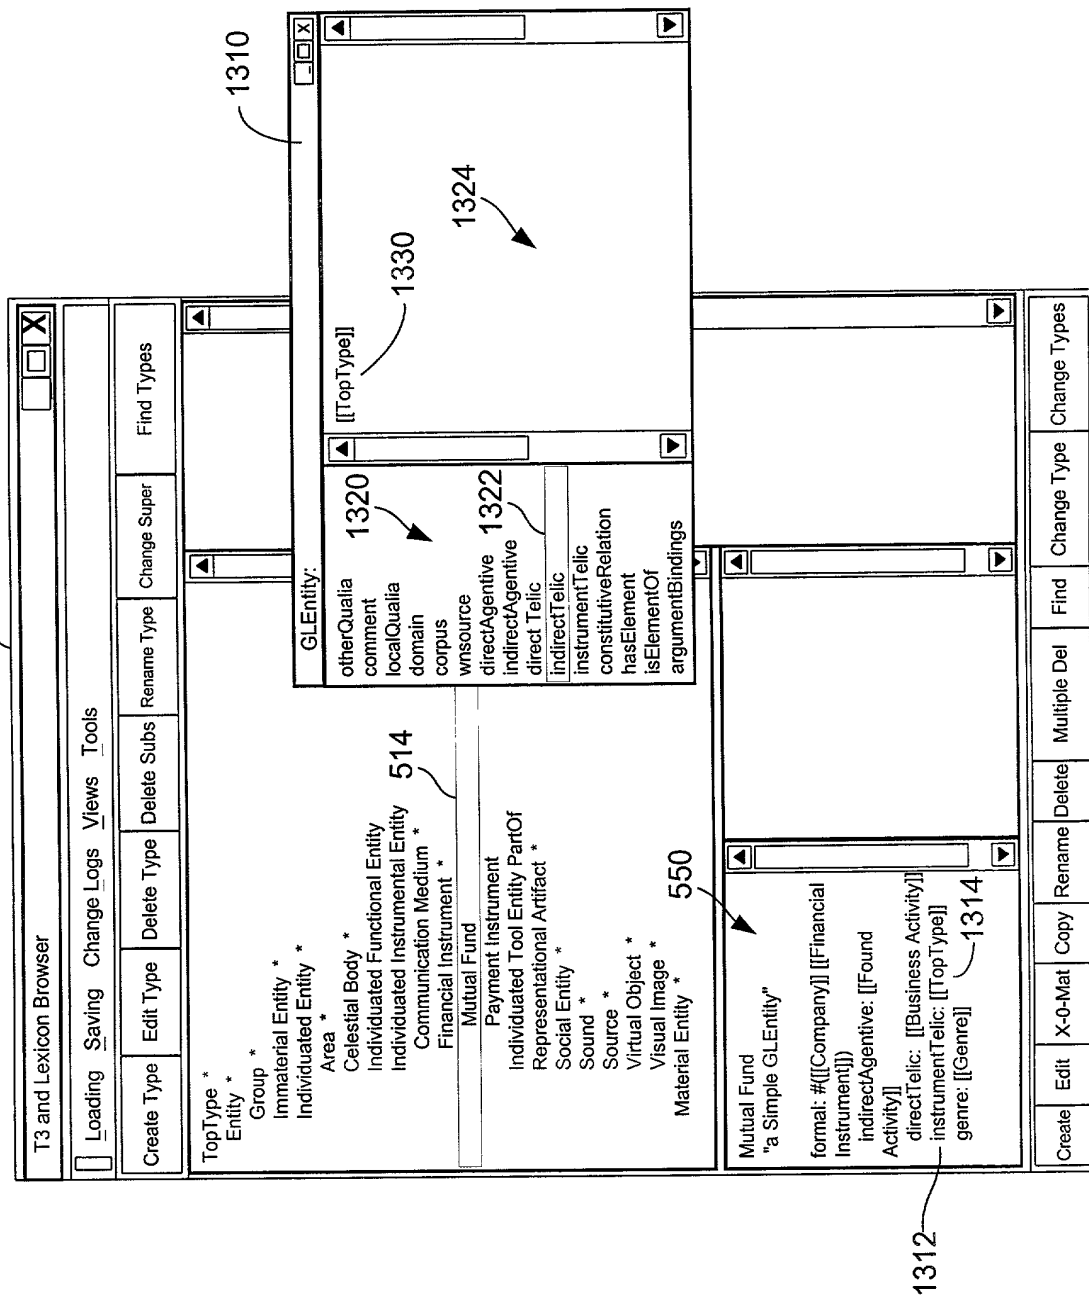 T3 and Lexicon Browser
Loading Saving Change Logs Views Tools
Create Type Edit Type Delete Type Delete Subs Rename Type Change Super Find Types
TopType *
Entity *
Group *
Immaterial Entity *
Individuated Entity *
Area *
Celestial Body *
Individuated Functional Entity
Individuated Instrumental Entity
Communication Medium *
Financial Instrument *
514
Mutual Fund
Payment Instrument
Individuated Tool Entity PartOf
Representational Artifact *
Social Entity *
Sound *
Source *
Virtual Object *
Visual Image *
Material Entity *
1310
GLEntity:
otherQualia
comment
localQualia
domain
corpus
wnsource
directAgentive
indirectAgentive
direct Telic
indirectTelic
instrumentTelic
constitutiveRelation
hasElement
isElementOf
argumentBindings
1320
1322
[[TopType]]
1330
1324
550
Mutual Fund
"a Simple GLEntity"
formal: #([[Company]] [[Financial
Instrument]])
indirectAgentive: [[Found
Activity]]
directTelic: [[Business Activity]]
instrumentTelic: [[TopType]]
genre: [[Genre]]
1314
1312
Create Edit X-0-Mat Copy Rename Delete Multiple Del Find Change Type Change Types